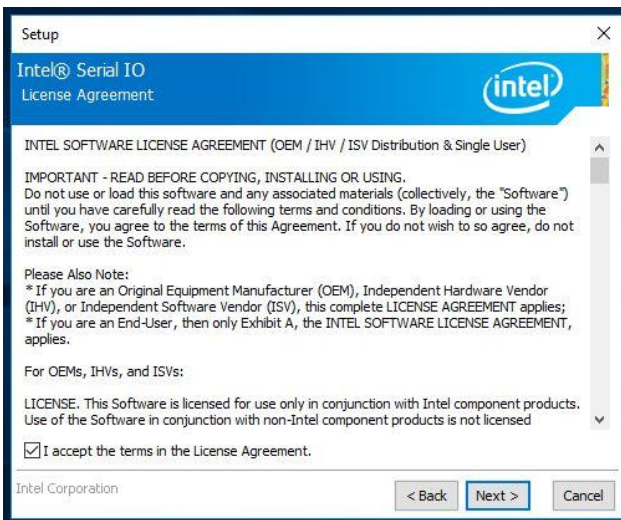 Setup
Intel® Serial IO
License Agreement
intel
INTEL SOFTWARE LICENSE AGREEMENT (OEM / IHV / ISV Distribution & Single User)
IMPORTANT - READ BEFORE COPYING, INSTALLING OR USING.
Do not use or load this software and any associated materials (collectively, the "Software")
until you have carefully read the following terms and conditions. By loading or using the
Software, you agree to the terms of this Agreement. If you do not wish to so agree, do not
install or use the Software.
Please Also Note:
* If you are an Original Equipment Manufacturer (OEM), Independent Hardware Vendor
(IHV), or Independent Software Vendor (ISV), this complete LICENSE AGREEMENT applies;
* If you are an End-User, then only Exhibit A, the INTEL SOFTWARE LICENSE AGREEMENT,
applies.
For OEMs, IHVs, and ISVs:
LICENSE. This Software is licensed for use only in conjunction with Intel component products.
Use of the Software in conjunction with non-Intel component products is not licensed
I accept the terms in the License Agreement.
Intel Corporation
< Back
Next >
Cancel